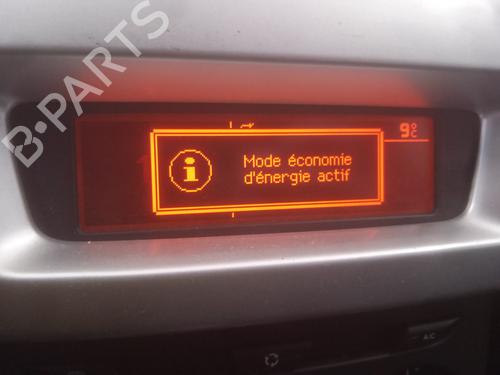 B-PARTS
9°C
Mode économie
d'énergie actif
A/C